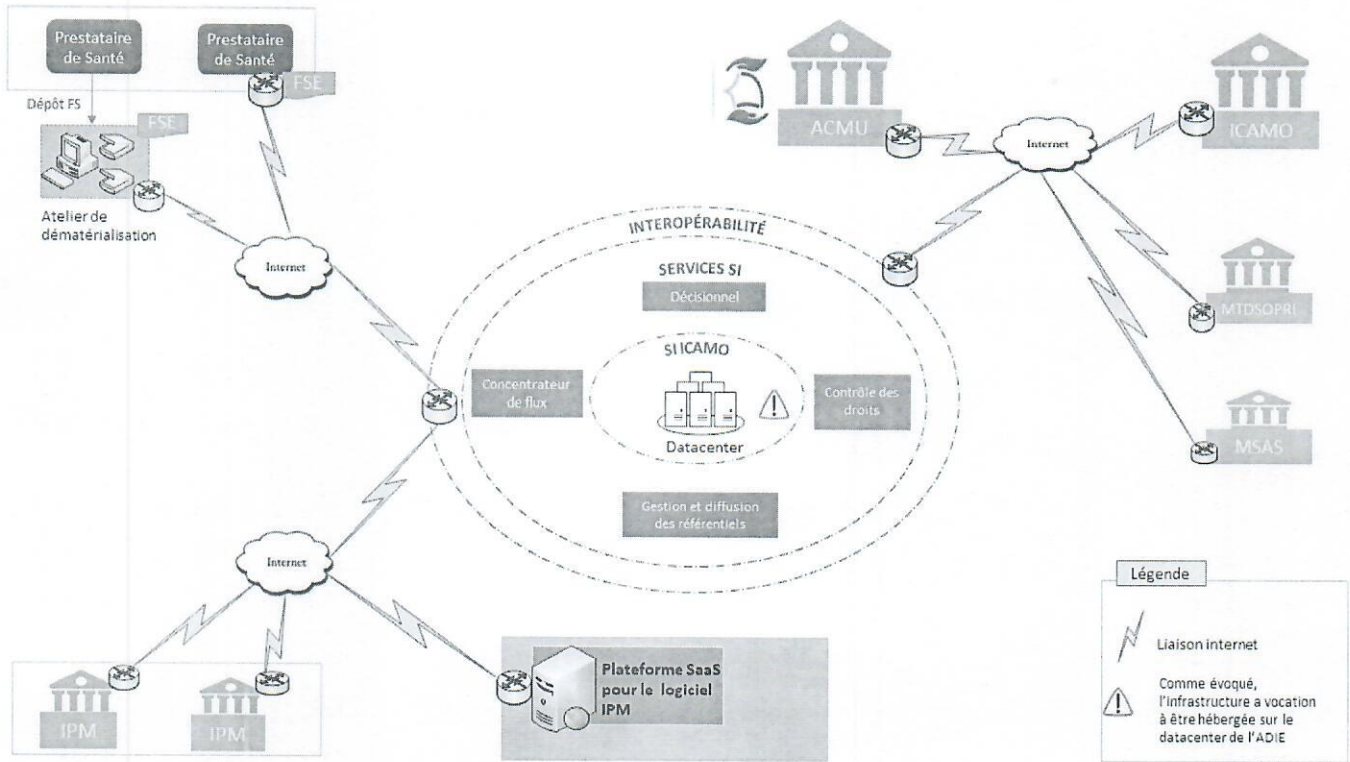 Prestataire
de Santé
Prestataire
de Santé
FSE
Dépôt FS
FSE
Atelier de
dématérialisation
Internet
ACMU
Internet
ICAMO
MTDSOPRI
MSAS
INTEROPÉRABILITÉ
SERVICES SI
Décisionnel
SI ICAMO
Concentrateur
de flux
Contrôle des
droits
Datacenter
Gestion et diffusion
des référentiels
Internet
IPM
IPM
Plateforme SaaS
pour le logiciel
IPM
Légende
Liaison internet
Comme évoqué,
l'infrastructure a vocation
à être hébergée sur le
datacenter de l'ADIE